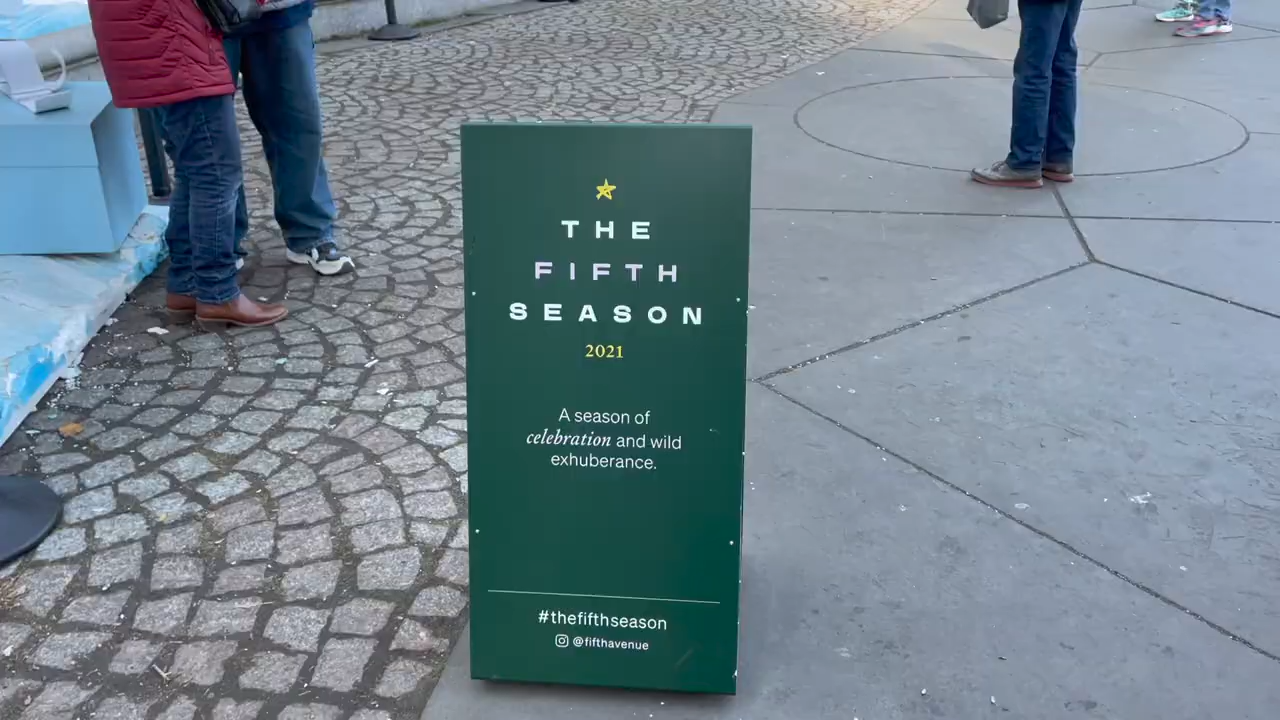 THE
FIFTH
SEASON
2021
A season of
celebration and wild
exhuberance.
#thefifthseason
@fifthavenue